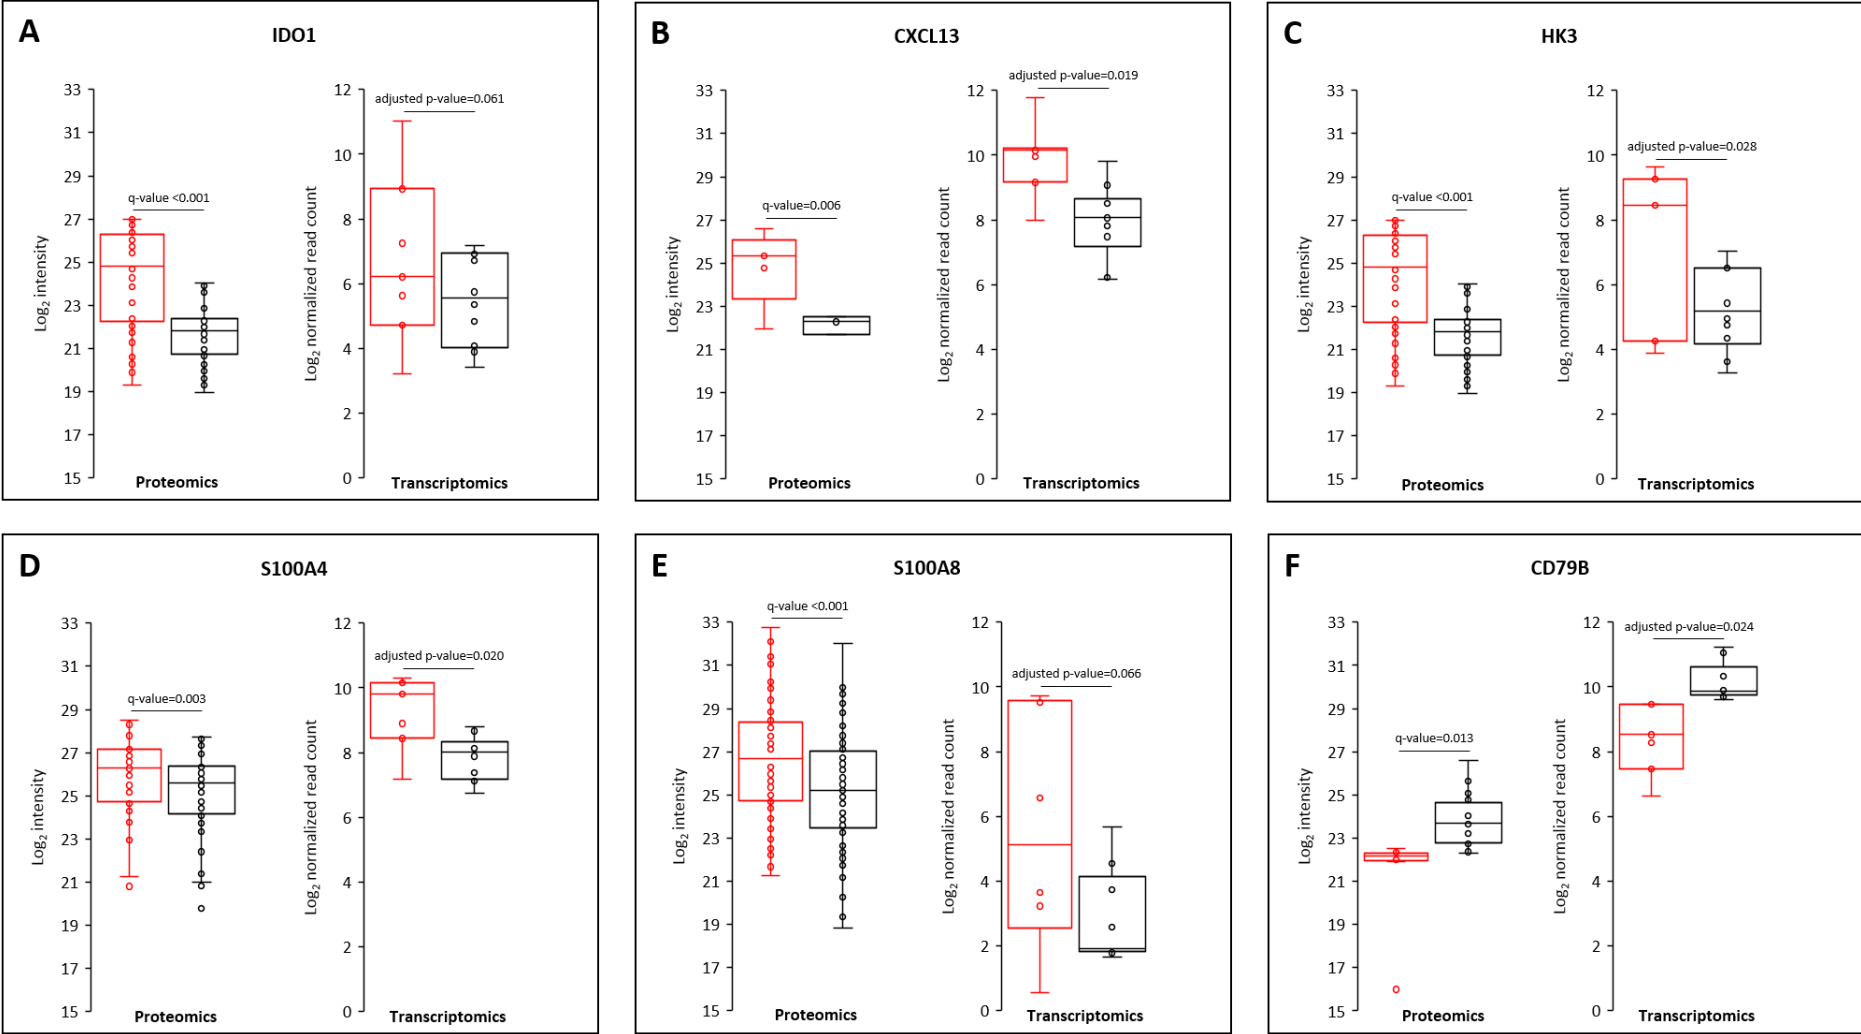 A
IDO1
33
31
29
27
25
23
21
19
17
15
Log2 intensity
q-value <0.001
Proteomics
12
10
8
6
4
2
0
Log2 normalized read count
adjusted p-value=0.061
Transcriptomics
B
CXCL13
33
31
29
27
25
23
21
19
17
15
Log2 intensity
q-value=0.006
Proteomics
12
10
8
6
4
2
0
Log2 normalized read count
adjusted p-value=0.019
Transcriptomics
C
HK3
33
31
29
27
25
23
21
19
17
15
Log2 intensity
q-value <0.001
Proteomics
12
10
8
6
4
2
0
Log2 normalized read count
adjusted p-value=0.028
Transcriptomics
D
S100A4
33
31
29
27
25
23
21
19
17
15
Log2 intensity
q-value=0.003
Proteomics
12
10
8
6
4
2
0
Log2 normalized read count
adjusted p-value=0.020
Transcriptomics
E
S100A8
33
31
29
27
25
23
21
19
17
15
Log2 intensity
q-value <0.001
Proteomics
12
10
8
6
4
2
0
Log2 normalized read count
adjusted p-value=0.066
Transcriptomics
F
CD79B
33
31
29
27
25
23
21
19
17
15
Log2 intensity
q-value=0.013
Proteomics
12
10
8
6
4
2
0
Log2 normalized read count
adjusted p-value=0.024
Transcriptomics